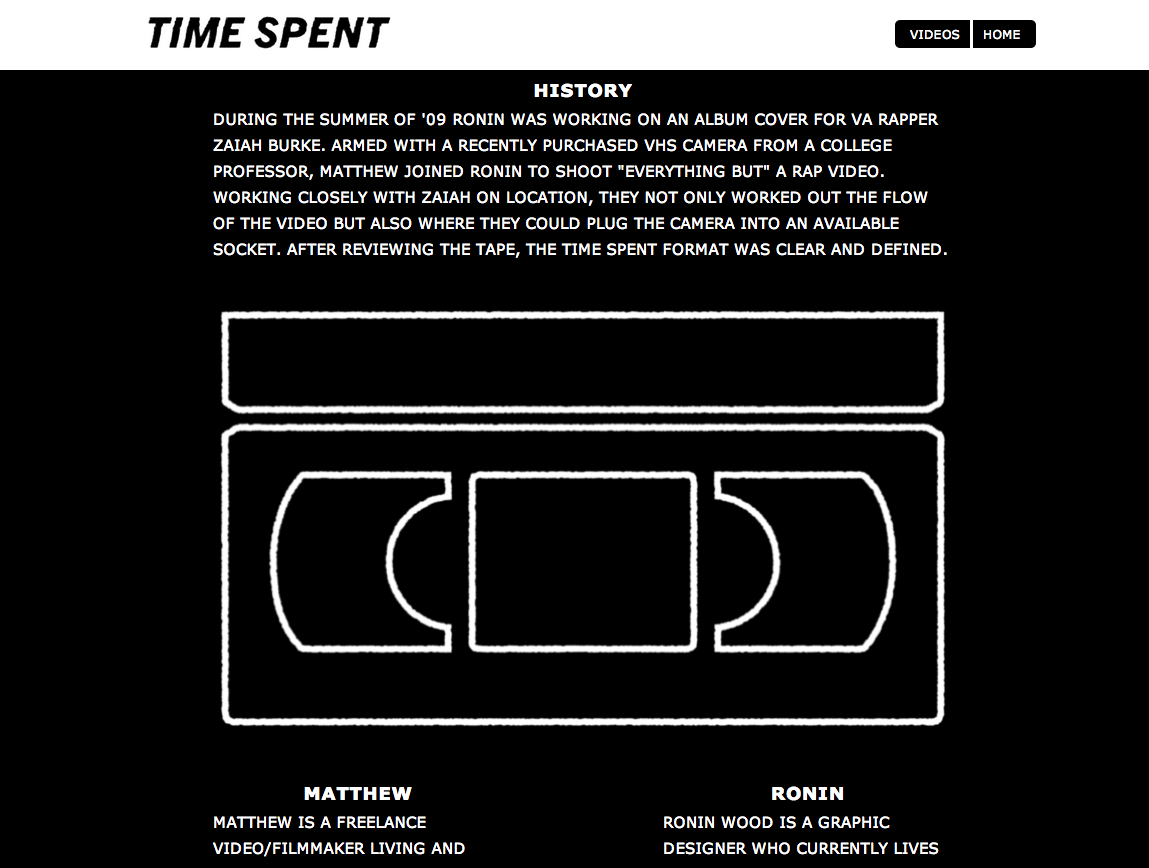 TIME SPENT
VIDEOS
HOME
HISTORY
DURING THE SUMMER OF '09 RONIN WAS WORKING ON AN ALBUM COVER FOR VA RAPPER
ZAIAH BURKE. ARMED WITH A RECENTLY PURCHASED VHS CAMERA FROM A COLLEGE
PROFESSOR, MATTHEW JOINED RONIN TO SHOOT "EVERYTHING BUT" A RAP VIDEO.
WORKING CLOSELY WITH ZAIAH ON LOCATION, THEY NOT ONLY WORKED OUT THE FLOW
OF THE VIDEO BUT ALSO WHERE THEY COULD PLUG THE CAMERA INTO AN AVAILABLE
SOCKET. AFTER REVIEWING THE TAPE, THE TIME SPENT FORMAT WAS CLEAR AND DEFINED.
MATTHEW
MATTHEW IS A FREELANCE
VIDEO/FILMMAKER LIVING AND
RONIN
RONIN WOOD IS A GRAPHIC
DESIGNER WHO CURRENTLY LIVES